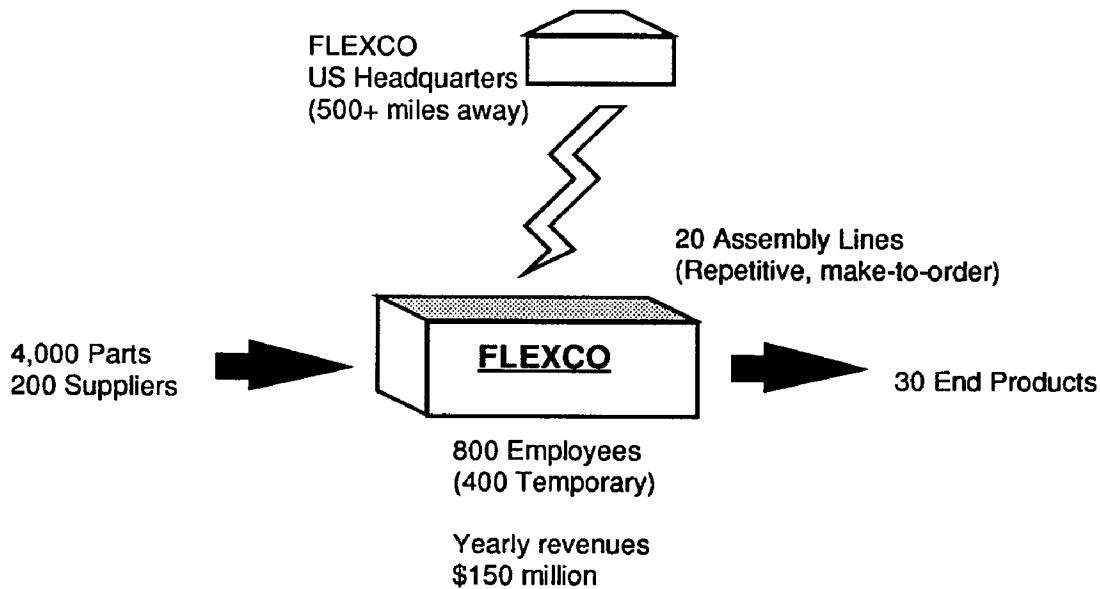 FLEXCO
US Headquarters
(500+ miles away)
20 Assembly Lines
(Repetitive, make-to-order)
4,000 Parts
200 Suppliers
FLEXCO
30 End Products
800 Employees
(400 Temporary)
Yearly revenues
$150 million